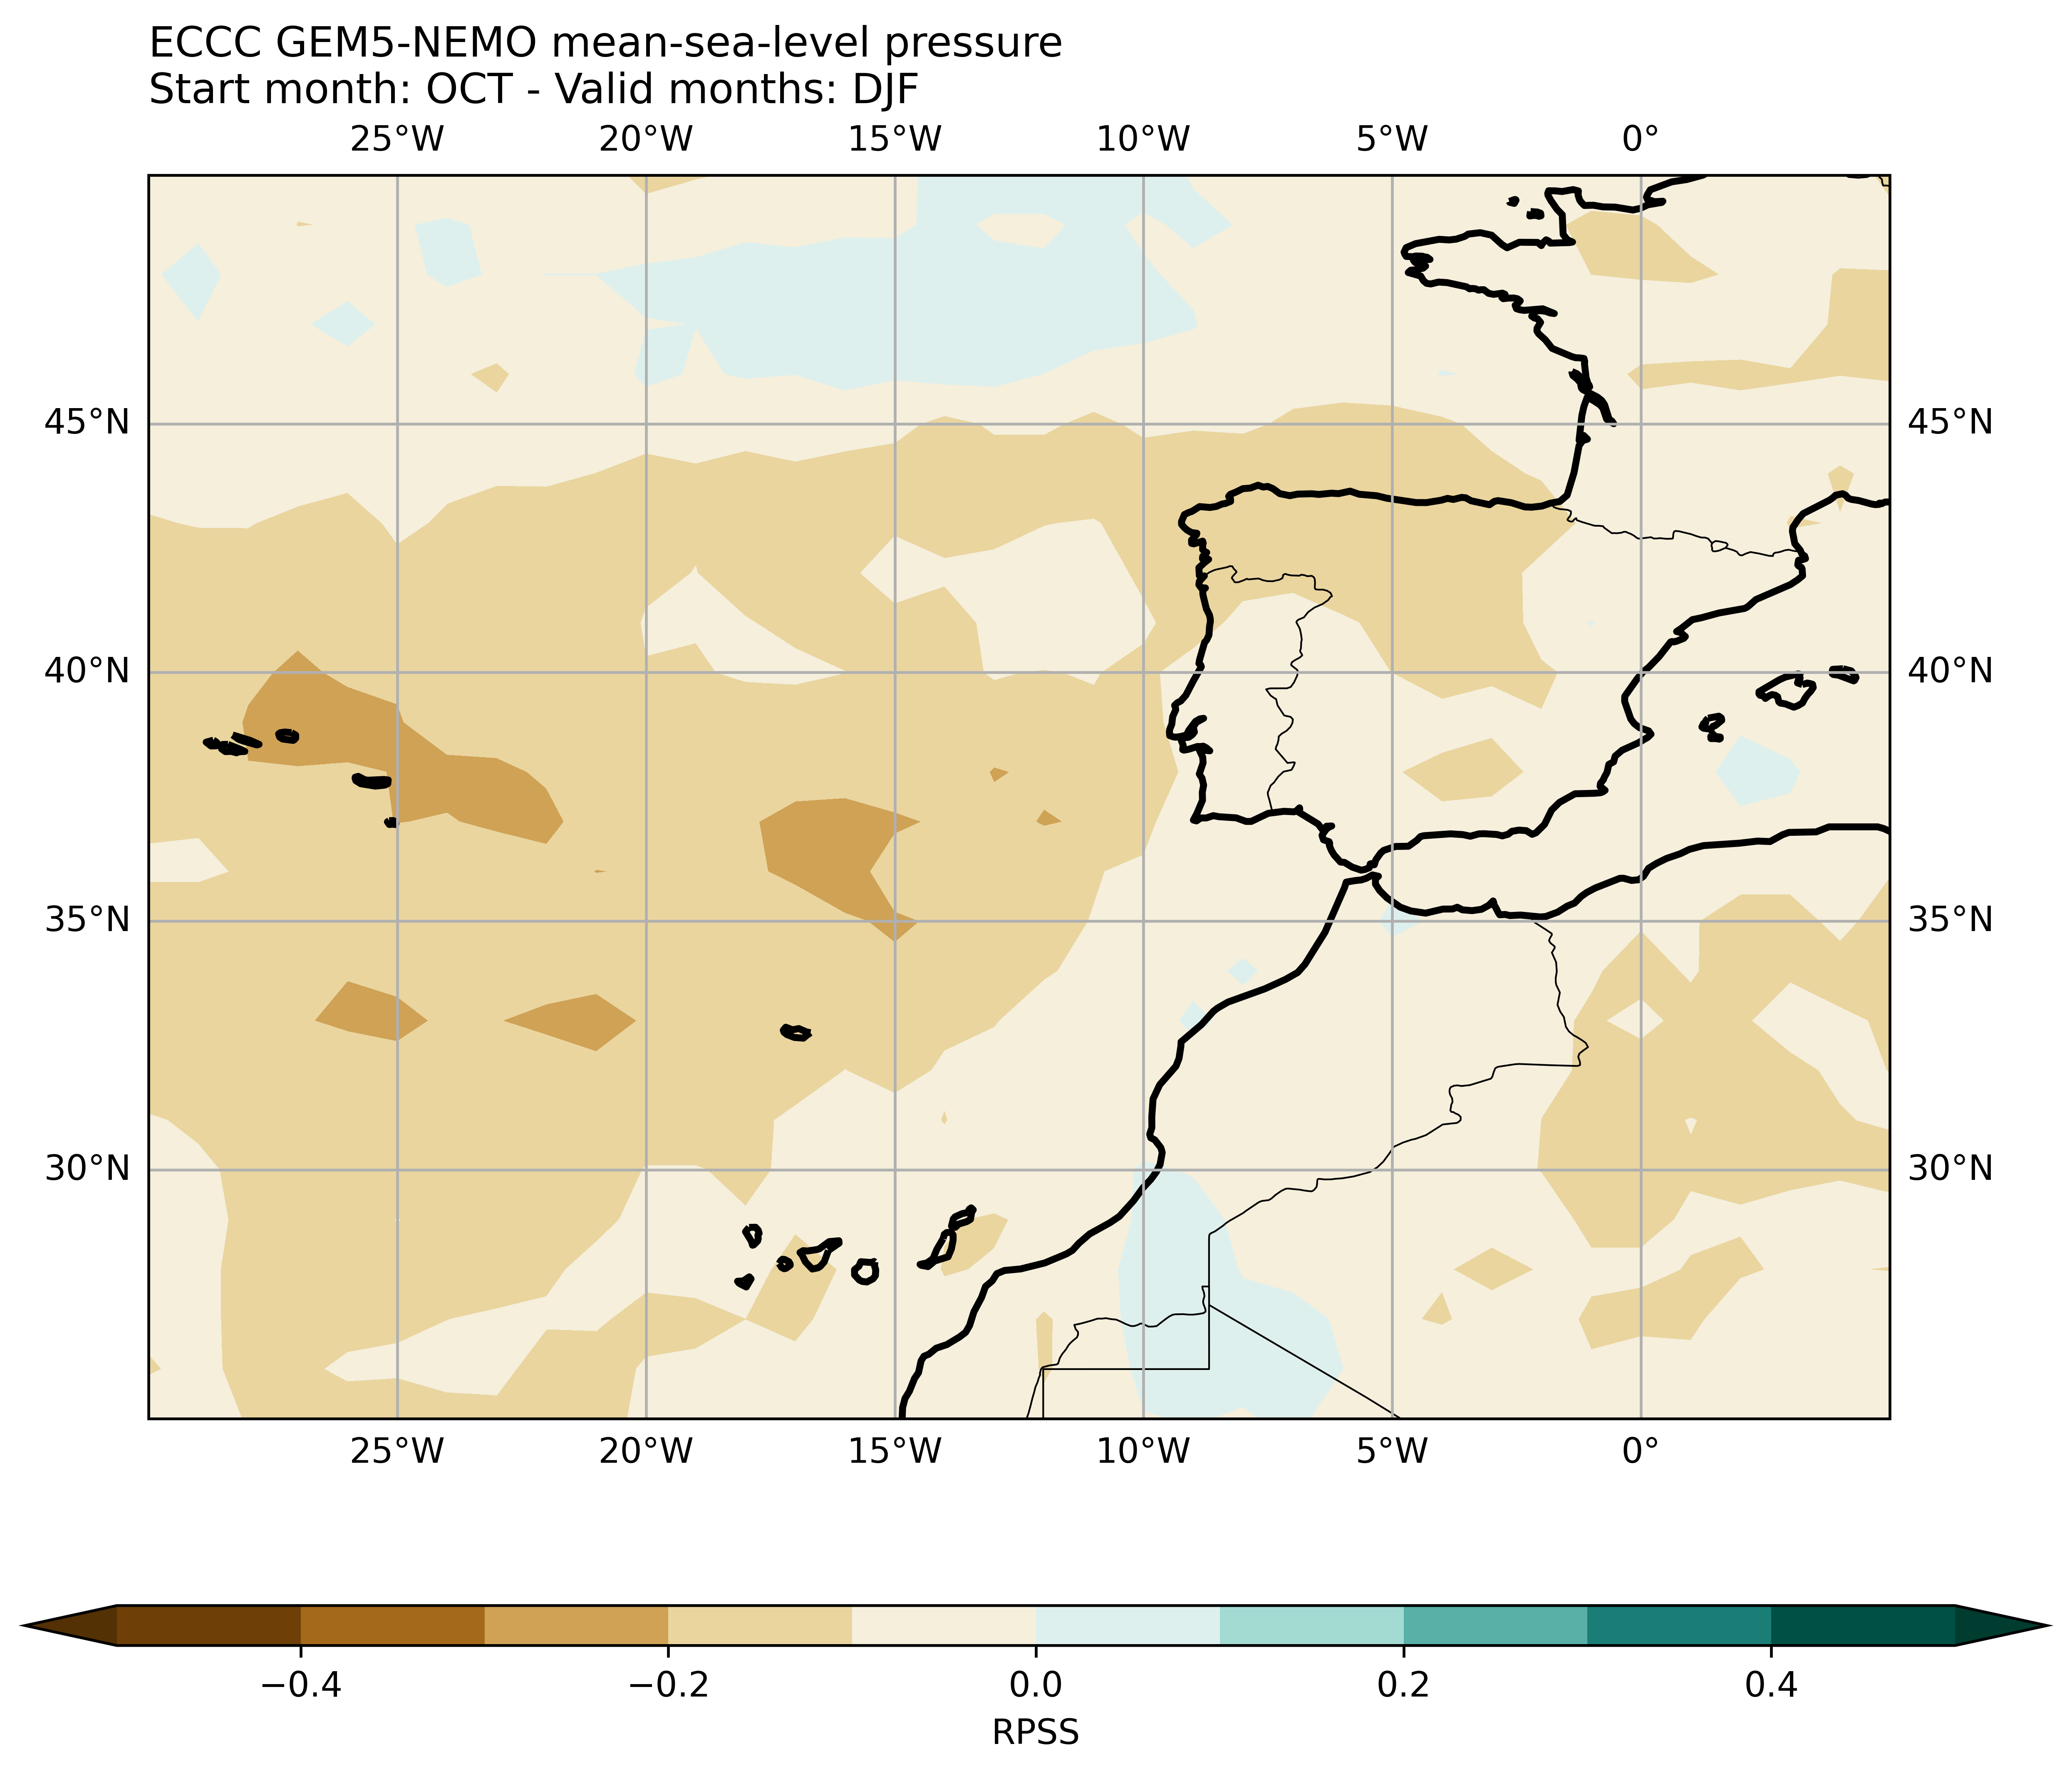 ECCC GEM5-NEMO mean-sea-level pressure
Start month: OCT - Valid months: DJF
25°W 20°W 15°W 10°W 5°W 0°
45°N 45°N
40°N 40°N
35°N 35°N
30°N 30°N
25°W 20°W 15°W 10°W 5°W 0°
−0.4 −0.2 0.0 0.2 0.4
RPSS